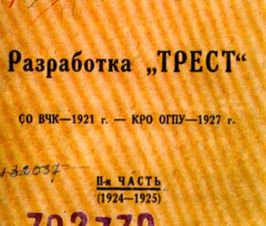 Разработка „ТРЕСТ“
СО ВЧК—1921 г. — КРО ОГПУ—1927 г.
II-я ЧАСТЬ
(1924—1925)